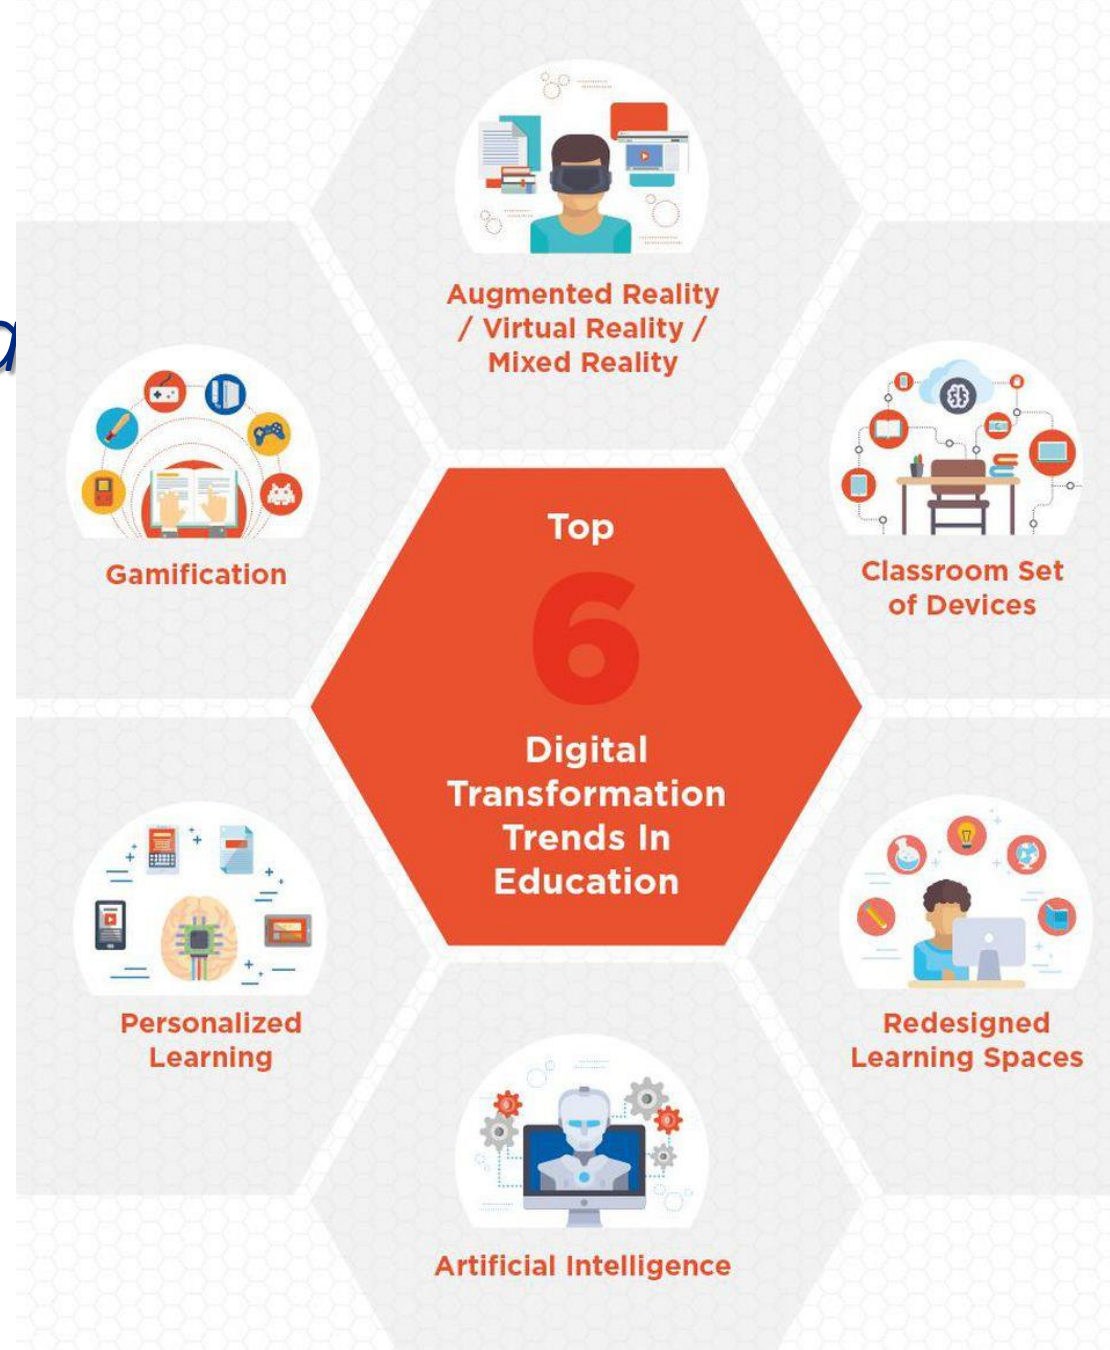 Augmented Reality
/ Virtual Reality /
Mixed Reality
Gamification
Classroom Set
of Devices
Top
6
Digital
Transformation
Trends In
Education
Personalized
Learning
Redesigned
Learning Spaces
Artificial Intelligence